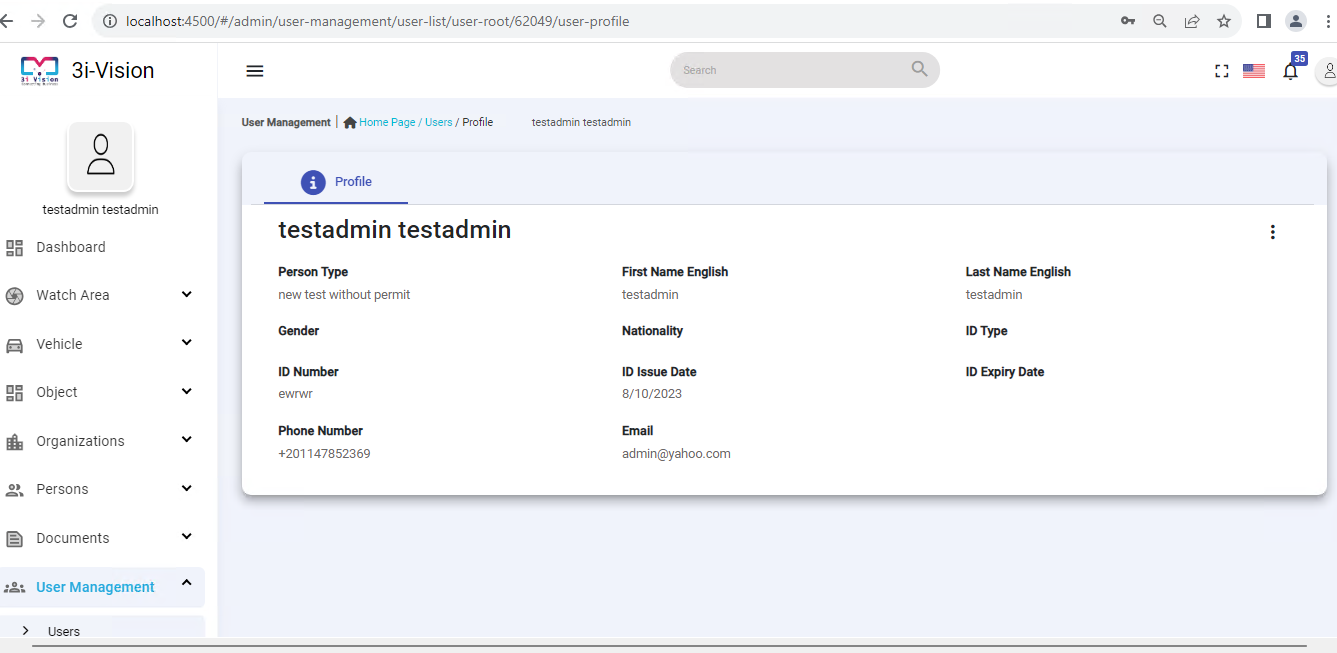 localhost:4500/#/admin/user-management/user-list/user-root/62049/user-profile
3i Vision
3i-Vision
Search
35
User Management | Home Page / Users / Profile testadmin testadmin
testadmin testadmin
Dashboard
Watch Area
Vehicle
Object
Organizations
Persons
Documents
User Management
Users
Profile
testadmin testadmin
Person Type First Name English Last Name English
new test without permit testadmin testadmin
Gender Nationality ID Type
ID Number ID Issue Date ID Expiry Date
ewrwr 8/10/2023
Phone Number Email
+201147852369 admin@yahoo.com